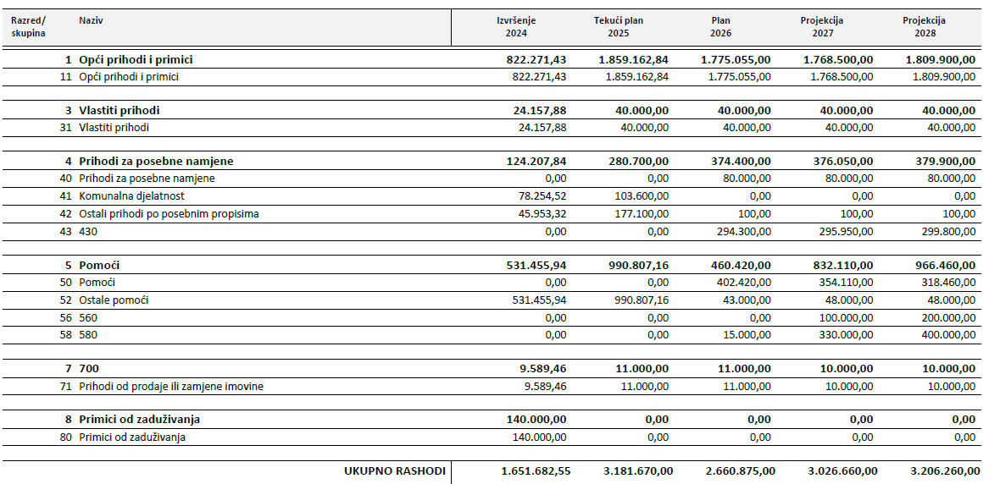 Razred/ Naziv Izvršenje Tekući plan Plan Projekcija Projekcija
skupina 2024 2025 2026 2027 2028
1 Opći prihodi i primici 822.271,43 1.859.162,84 1.775.055,00 1.768.500,00 1.809.900,00
11 Opći prihodi i primici 822.271,43 1.859.162,84 1.775.055,00 1.768.500,00 1.809.900,00
3 Vlastiti prihodi 24.157,88 40.000,00 40.000,00 40.000,00 40.000,00
31 Vlastiti prihodi 24.157,88 40.000,00 40.000,00 40.000,00 40.000,00
4 Prihodi za posebne namjene 124.207,84 280.700,00 374.400,00 376.050,00 379.900,00
40 Prihodi za posebne namjene 0,00 0,00 80.000,00 80.000,00 80.000,00
41 Komunalna djelatnost 78.254,52 103.600,00 0,00 0,00 0,00
42 Ostali prihodi po posebnim propisima 45.953,32 177.100,00 100,00 100,00 100,00
43 430 0,00 0,00 294.300,00 295.950,00 299.800,00
5 Pomoći 531.455,94 990.807,16 460.420,00 832.110,00 966.460,00
50 Pomoći 0,00 0,00 402.420,00 354.110,00 318.460,00
52 Ostale pomoći 531.455,94 990.807,16 43.000,00 48.000,00 48.000,00
56 560 0,00 0,00 0,00 100.000,00 200.000,00
58 580 0,00 0,00 15.000,00 330.000,00 400.000,00
7 700 9.589,46 11.000,00 11.000,00 10.000,00 10.000,00
71 Prihodi od prodaje ili zamjene imovine 9.589,46 11.000,00 11.000,00 10.000,00 10.000,00
8 Primici od zaduživanja 140.000,00 0,00 0,00 0,00 0,00
80 Primici od zaduživanja 140.000,00 0,00 0,00 0,00 0,00
UKUPNO RASHODI 1.651.682,55 3.181.670,00 2.660.875,00 3.026.660,00 3.206.260,00